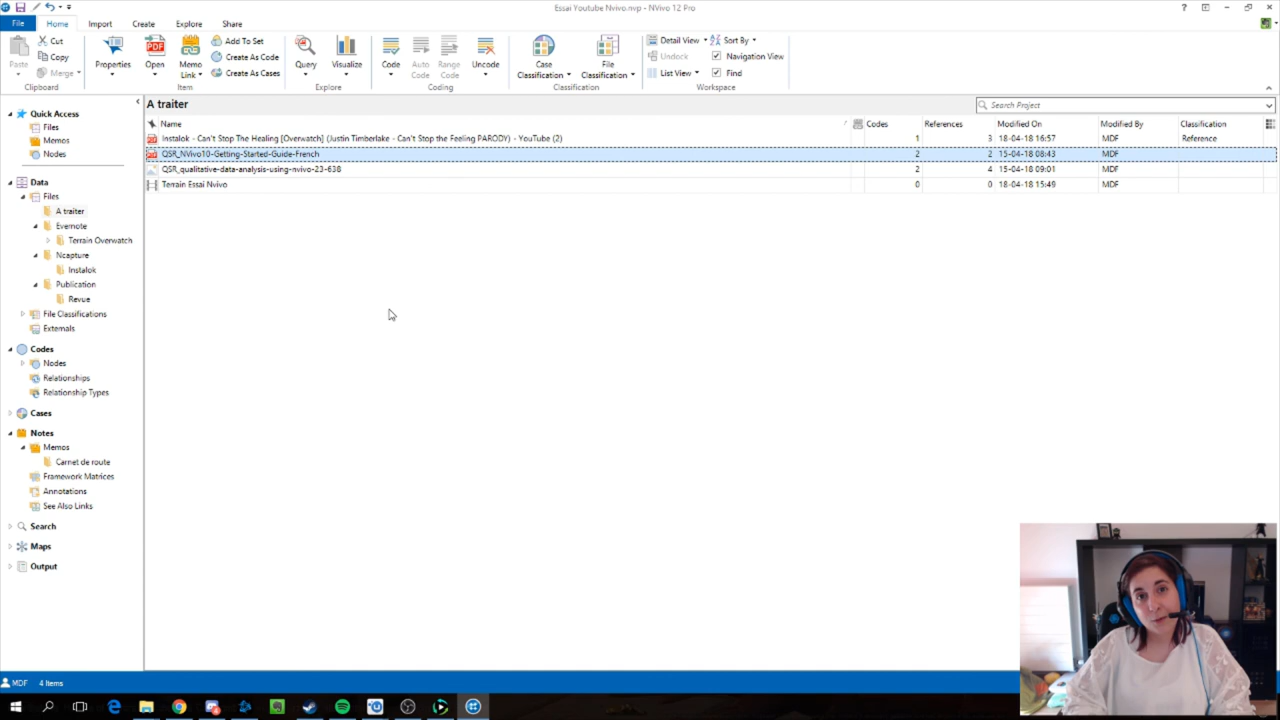 Essai Youtube Nvivo.nvp - NVivo 12 Pro
File Home Import Create Explore Share
Paste Cut Copy Merge Clipboard
Properties Open Memo Link Add To Set Create As Code Create As Cases Item
Query Visualize Explore
Code Auto Code Range Code Uncode Coding
Case Classification File Classification Classification
Detail View Sort By Undock Navigation View List View Find Workspace
Quick Access
Files
Memos
Nodes
Data
Files
A traiter
Evernote
Terrain Overwatch
Ncapture
Instalok
Publication
Revue
File Classifications
Externals
Codes
Nodes
Relationships
Relationship Types
Cases
Notes
Memos
Carnet de route
Framework Matrices
Annotations
See Also Links
Search
Maps
Output
A traiter Search Project
Name Codes References Modified On Modified By Classification
Instalok - Can't Stop The Healing [Overwatch] (Justin Timberlake - Can't Stop the Feeling PARODY) - YouTube (2) 1 3 18-04-18 16:57 MDF Reference
QSR_NVivo10-Getting-Started-Guide-French 2 2 15-04-18 08:43 MDF
QSR_qualitative-data-analysis-using-nvivo-23-638 2 4 15-04-18 09:01 MDF
Terrain Essai Nvivo 0 0 18-04-18 15:49 MDF
MDF 4 Items